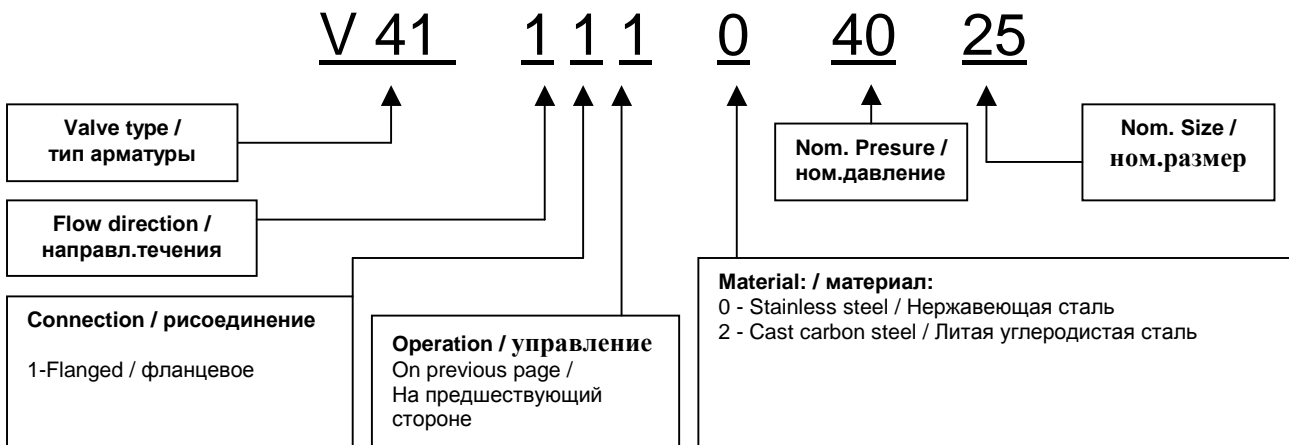 V 41 1 1 1 0 40 25
Valve type /
тип арматуры
Nom. Presure /
ном.давление
Nom. Size /
ном.размер
Flow direction /
направл.течения
Connection / рисоединение
1-Flanged / фланцевое
Operation / управление
On previous page /
На предшествующий
стороне
Material: / материал:
0 - Stainless steel / Нержавеющая сталь
2 - Cast carbon steel / Литая углеродистая сталь